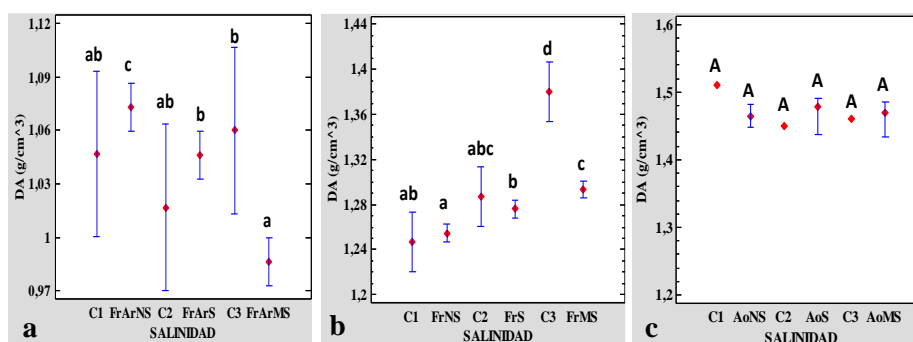 DA (g/cm^3)
1,12
1,09
1,06
1,03
1
0,97
ab
c
ab
b
b
a
C1 FrArNS C2 FrArS C3 FrArMS
SALINIDAD
a
DA (g/cm^3)
1,44
1,4
1,36
1,32
1,28
1,24
1,2
ab
a
abc
b
d
c
C1 FrNS C2 FrS C3 FrMS
SALINIDAD
b
DA (g/cm^3)
1,6
1,5
1,4
1,3
1,2
A
A
A
A
A
A
C1 AoNS C2 AoS C3 AoMS
SALINIDAD
c